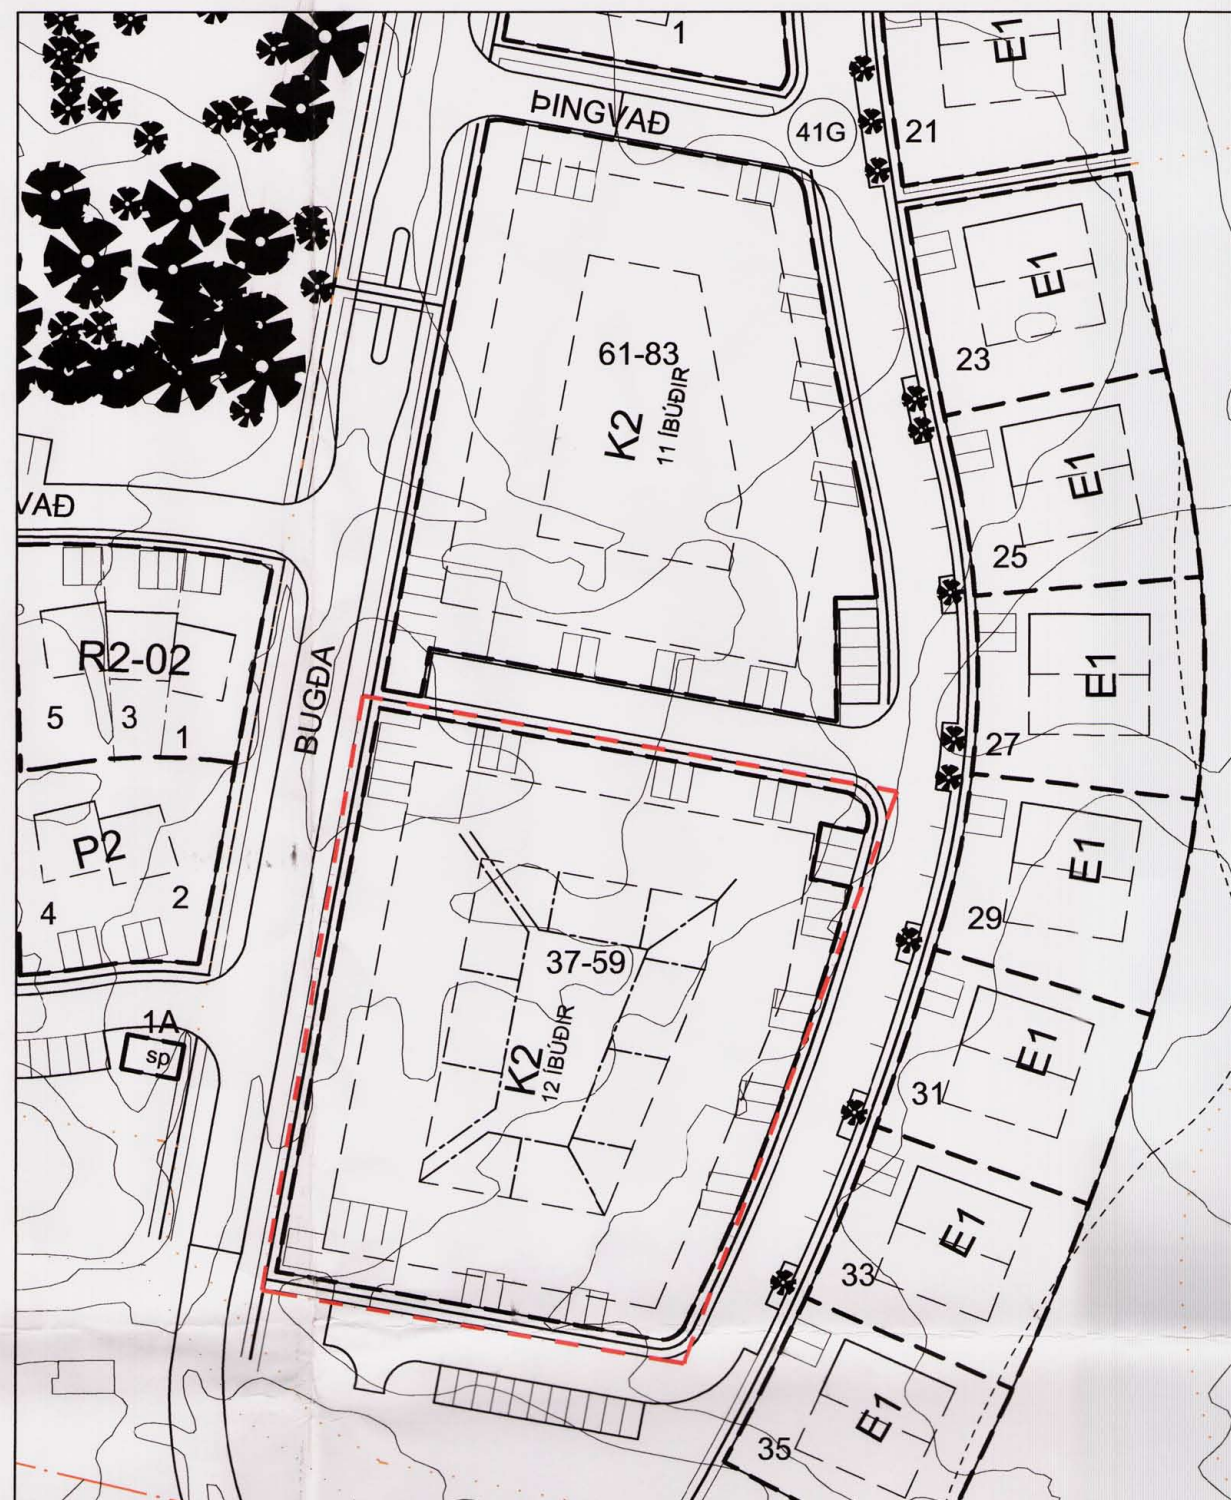 1
E1
ÞINGVAÐ
41G
21
E1
61-83
23
K2
11 ÍBÚÐIR
E1
VAÐ
25
R2-02
BUGÐA
E1
5
3
1
27
P2
E1
4
2
29
37-59
1A
sp
K2
12 ÍBÚÐIR
E1
31
E1
33
E1
35